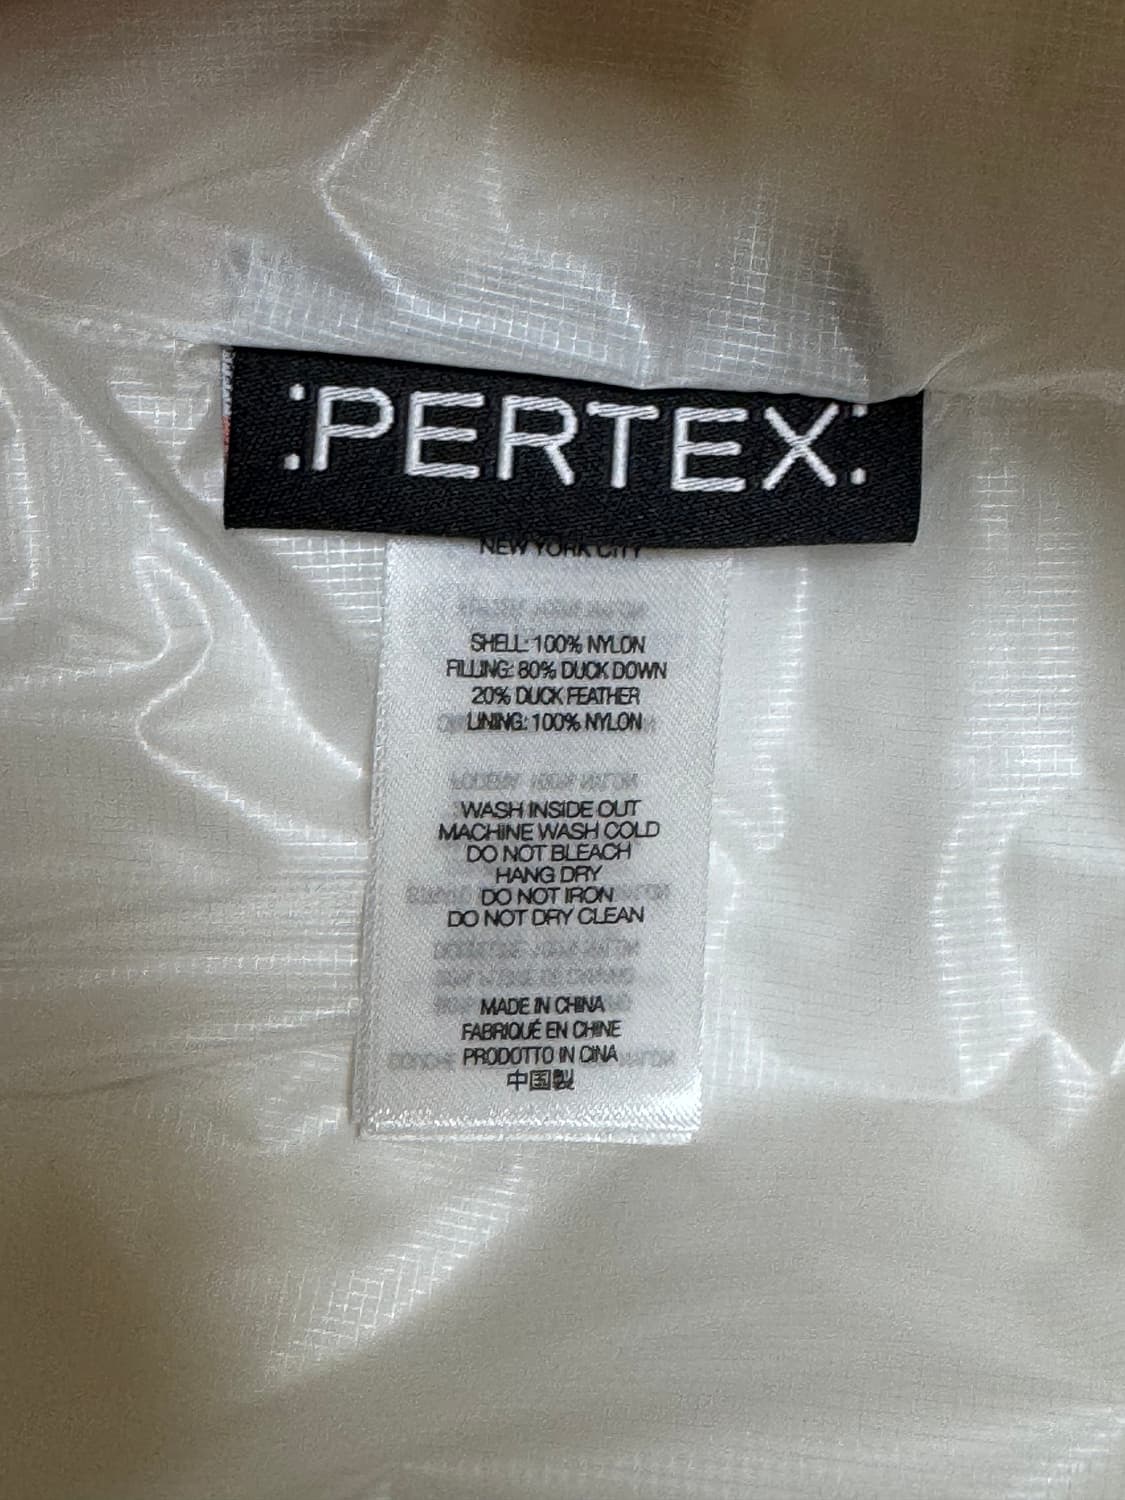 :PERTEX:
NEW YORK CITY
SHELL: 100% NYLON
FILLING: 80% DUCK DOWN
20% DUCK FEATHER
LINING: 100% NYLON
WASH INSIDE OUT
MACHINE WASH COLD
DO NOT BLEACH
HANG DRY
DO NOT IRON
DO NOT DRY CLEAN
MADE IN CHINA
FABRIQUÉ EN CHINE
PRODOTTO IN CINA
中国製